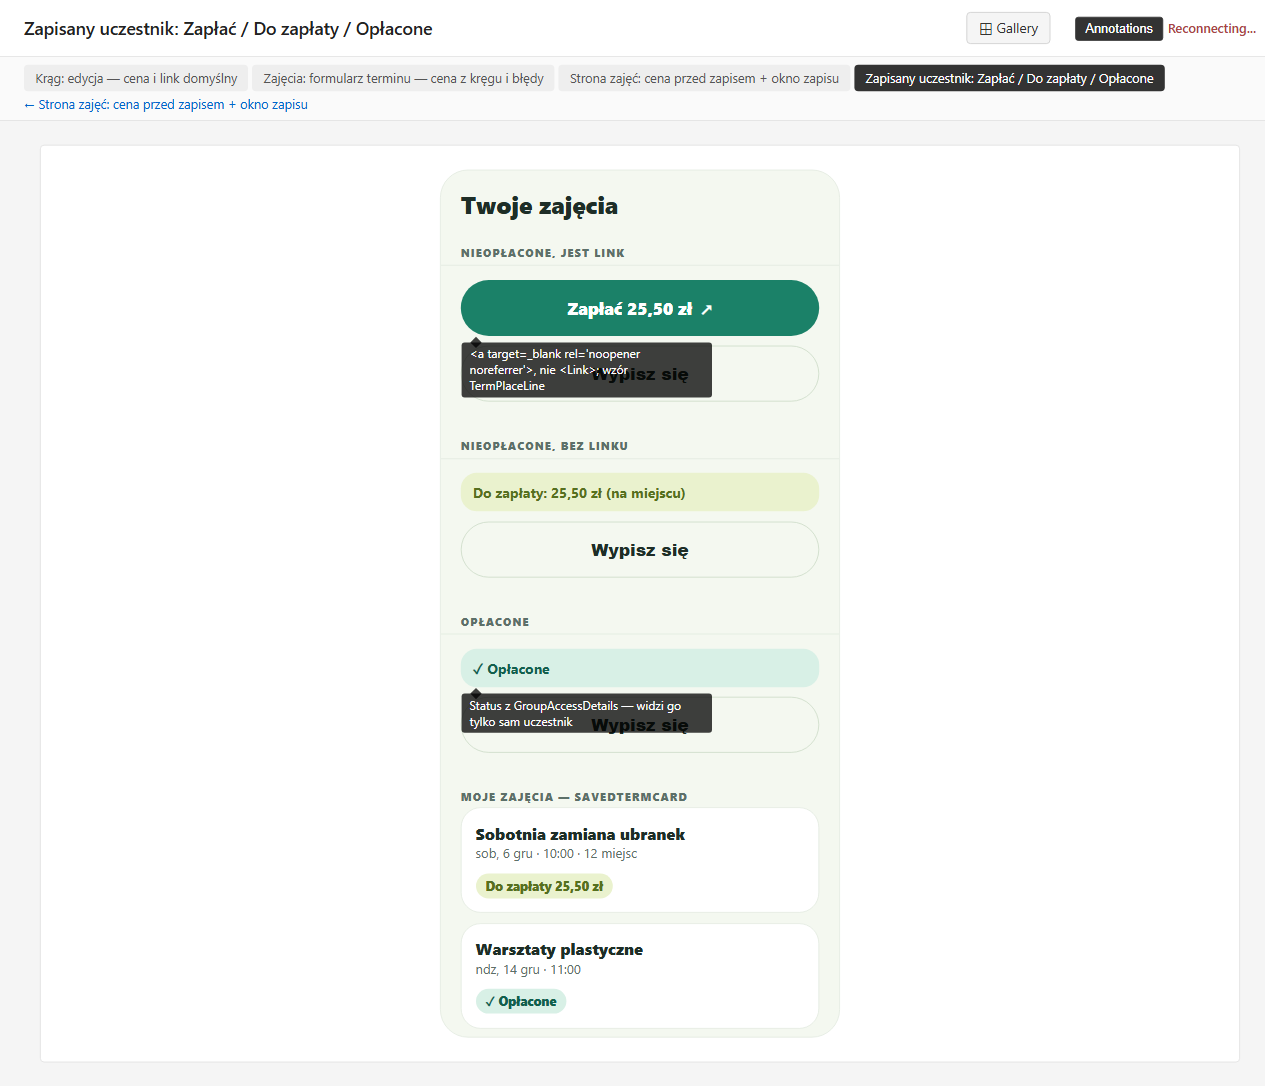 Zapisany uczestnik: Zapłać / Do zapłaty / Opłacone
Gallery
Annotations
Reconnecting...
Krąg: edycja — cena i link domyślny
Zajęcia: formularz terminu — cena z kręgu i błędy
Strona zajęć: cena przed zapisem + okno zapisu
Zapisany uczestnik: Zapłać / Do zapłaty / Opłacone
← Strona zajęć: cena przed zapisem + okno zapisu
Twoje zajęcia
NIEOPŁACONE, JEST LINK
Zapłać 25,50 zł ↗
<a target=_blank rel='noopener
noreferrer'>, nie <Link>; wzór
TermPlaceLine
Wypisz się
NIEOPŁACONE, BEZ LINKU
Do zapłaty: 25,50 zł (na miejscu)
Wypisz się
OPŁACONE
✓ Opłacone
Status z GroupAccessDetails — widzi go
tylko sam uczestnik
Wypisz się
MOJE ZAJĘCIA — SAVEDTERMCARD
Sobotnia zamiana ubranek
sob, 6 gru · 10:00 · 12 miejsc
Do zapłaty 25,50 zł
Warsztaty plastyczne
ndz, 14 gru · 11:00
✓ Opłacone